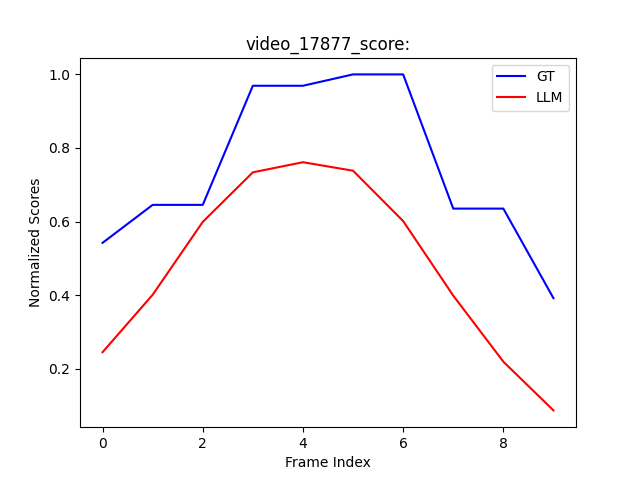 video_17877_score:
GT
LLM
Normalized Scores
1.0
0.8
0.6
0.4
0.2
0 2 4 6 8
Frame Index